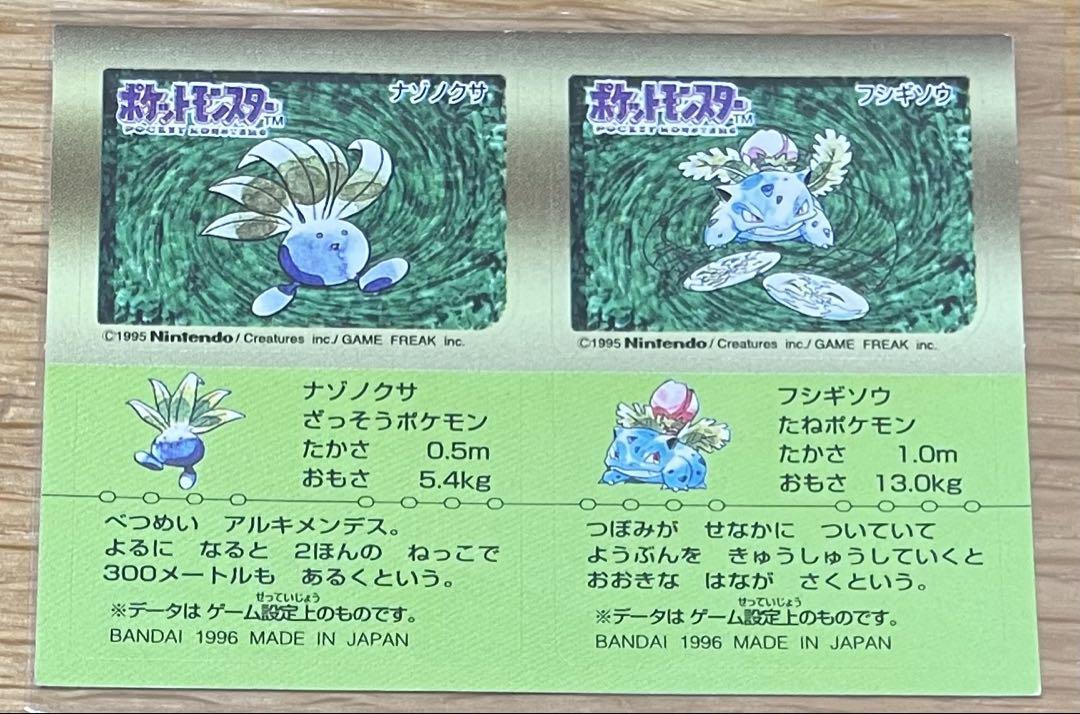 ポケットモンスター™
POCKET MONSTERS
ナゾノクサ
©1995 Nintendo / Creatures inc./ GAME FREAK inc.
ナゾノクサ
ざっそうポケモン
たかさ 0.5m
おもさ 5.4kg
べつめい アルキメンデス。
よるに なると 2ほんの ねっこで
300メートルも あるくという。
せっていじょう
※データは ゲーム設定上のものです。
BANDAI 1996 MADE IN JAPAN
ポケットモンスター™
POCKET MONSTERS
フシギソウ
©1995 Nintendo / Creatures inc./ GAME FREAK inc.
フシギソウ
たねポケモン
たかさ 1.0m
おもさ 13.0kg
つぼみが せなかに ついていて
ようぶんを きゅうしゅうしていくと
おおきな はなが さくという。
せっていじょう
※データは ゲーム設定上のものです。
BANDAI 1996 MADE IN JAPAN